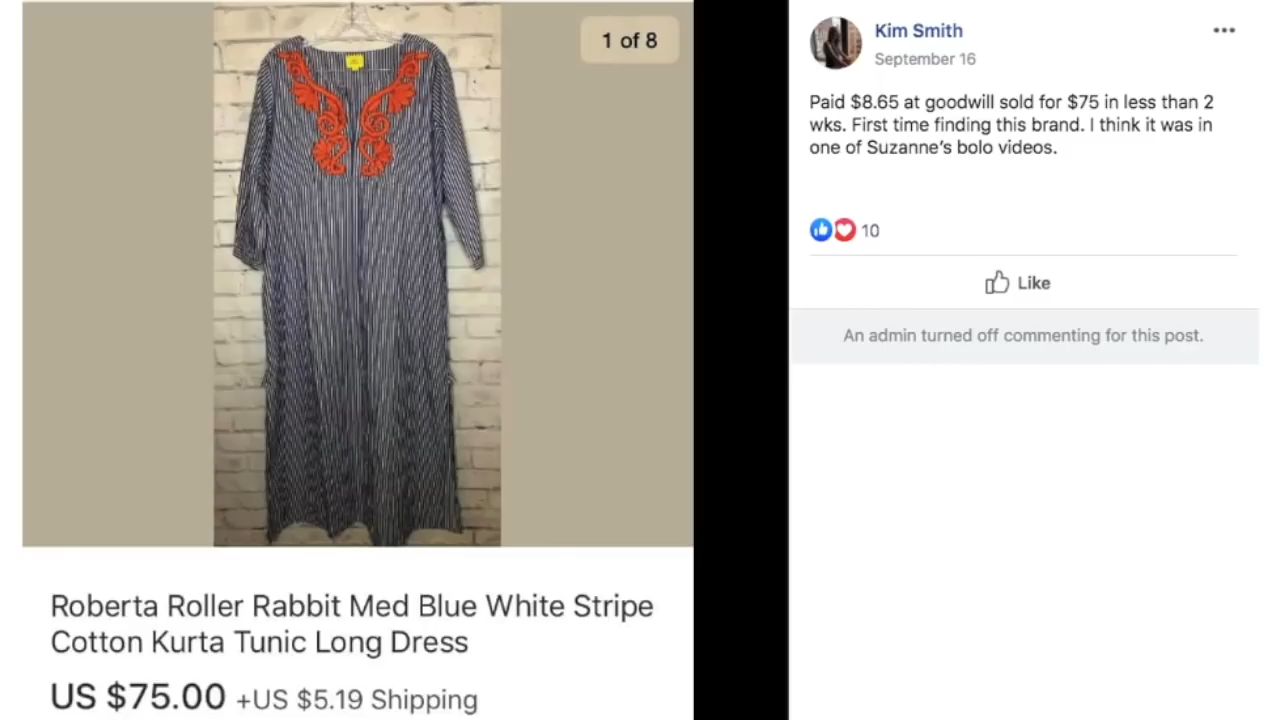 1 of 8
Roberta Roller Rabbit Med Blue White Stripe
Cotton Kurta Tunic Long Dress
US $75.00 +US $5.19 Shipping
Kim Smith
September 16
Paid $8.65 at goodwill sold for $75 in less than 2
wks. First time finding this brand. I think it was in
one of Suzanne's bolo videos.
10
Like
An admin turned off commenting for this post.